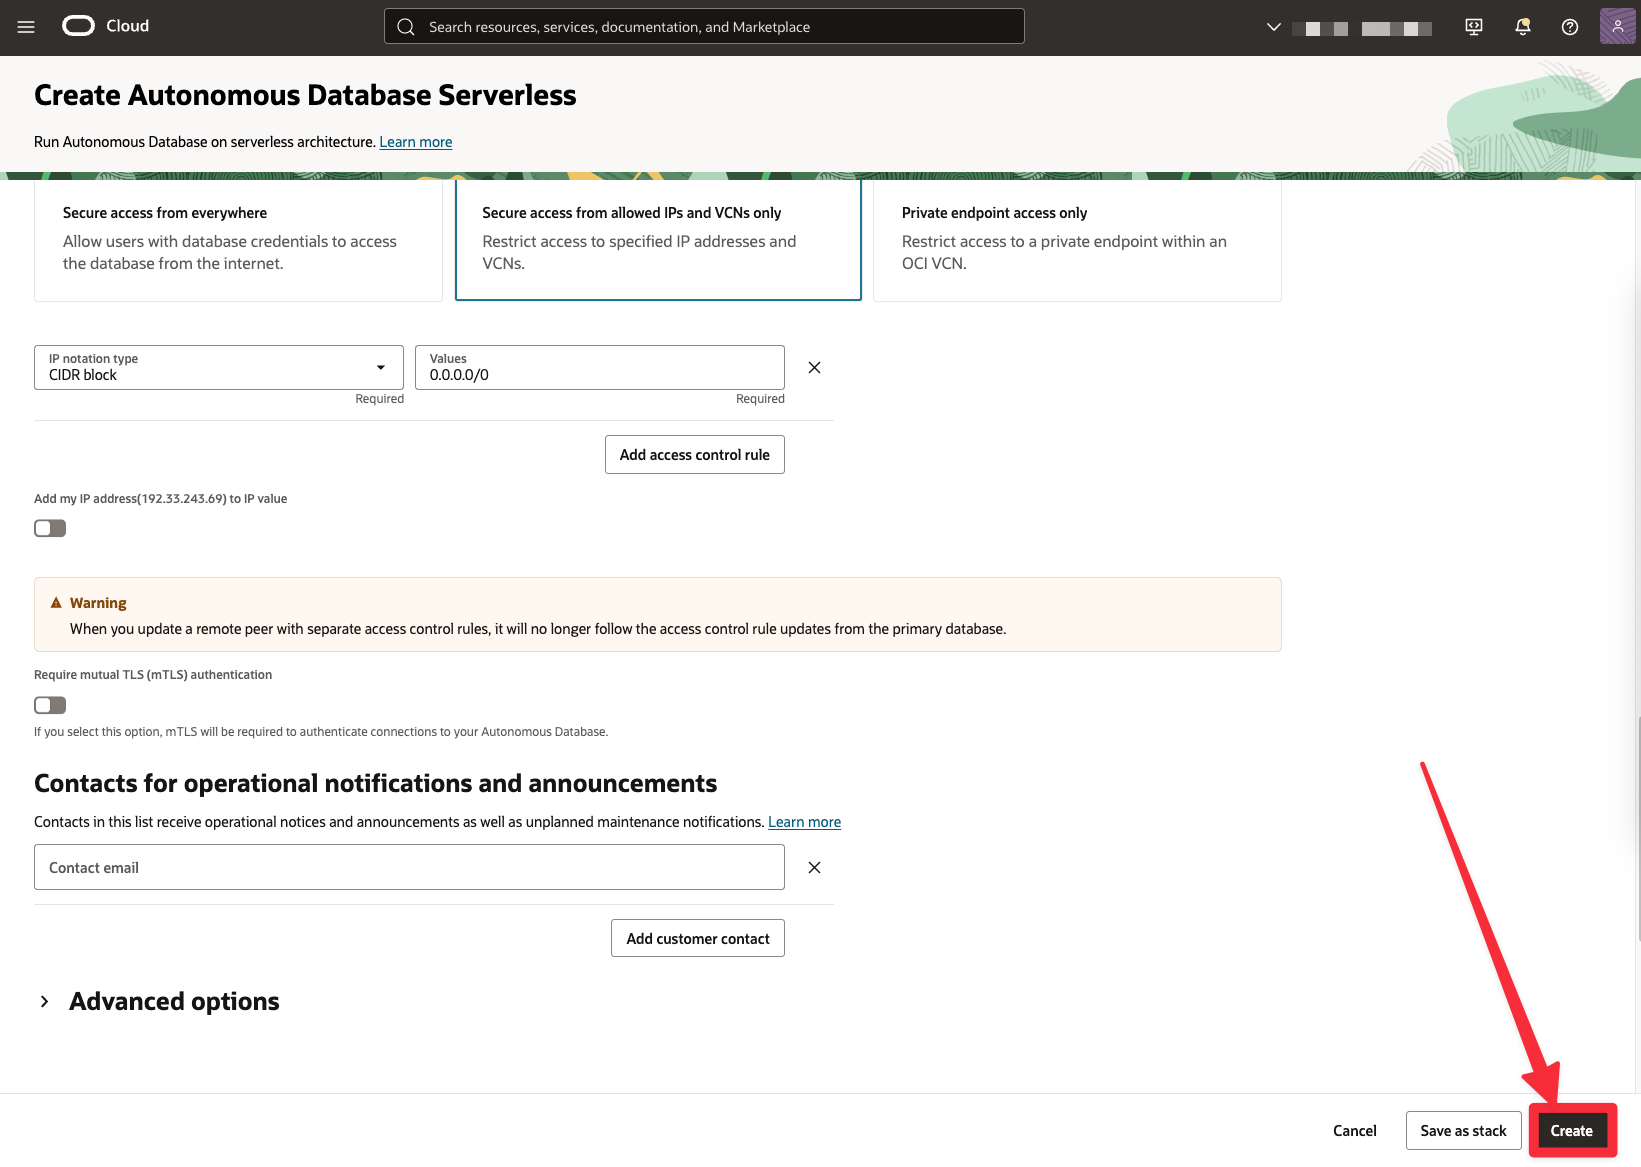 Cloud
Search resources, services, documentation, and Marketplace
Create Autonomous Database Serverless
Run Autonomous Database on serverless architecture. Learn more
Secure access from everywhere
Allow users with database credentials to access
the database from the internet.
Secure access from allowed IPs and VCNs only
Restrict access to specified IP addresses and
VCNs.
Private endpoint access only
Restrict access to a private endpoint within an
OCI VCN.
IP notation type
CIDR block
Required
Values
0.0.0.0/0
Required
Add access control rule
Add my IP address(192.33.243.69) to IP value
Warning
When you update a remote peer with separate access control rules, it will no longer follow the access control rule updates from the primary database.
Require mutual TLS (mTLS) authentication
If you select this option, mTLS will be required to authenticate connections to your Autonomous Database.
Contacts for operational notifications and announcements
Contacts in this list receive operational notices and announcements as well as unplanned maintenance notifications. Learn more
Contact email
Add customer contact
Advanced options
Cancel
Save as stack
Create